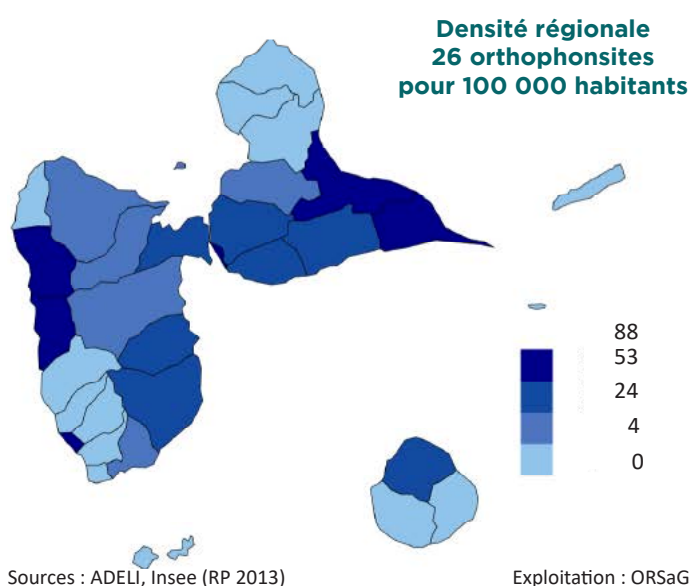 Densité régionale
26 orthophonsites
pour 100 000 habitants
88
53
24
4
0
Sources : ADELI, Insee (RP 2013)
Exploitation : ORSaG